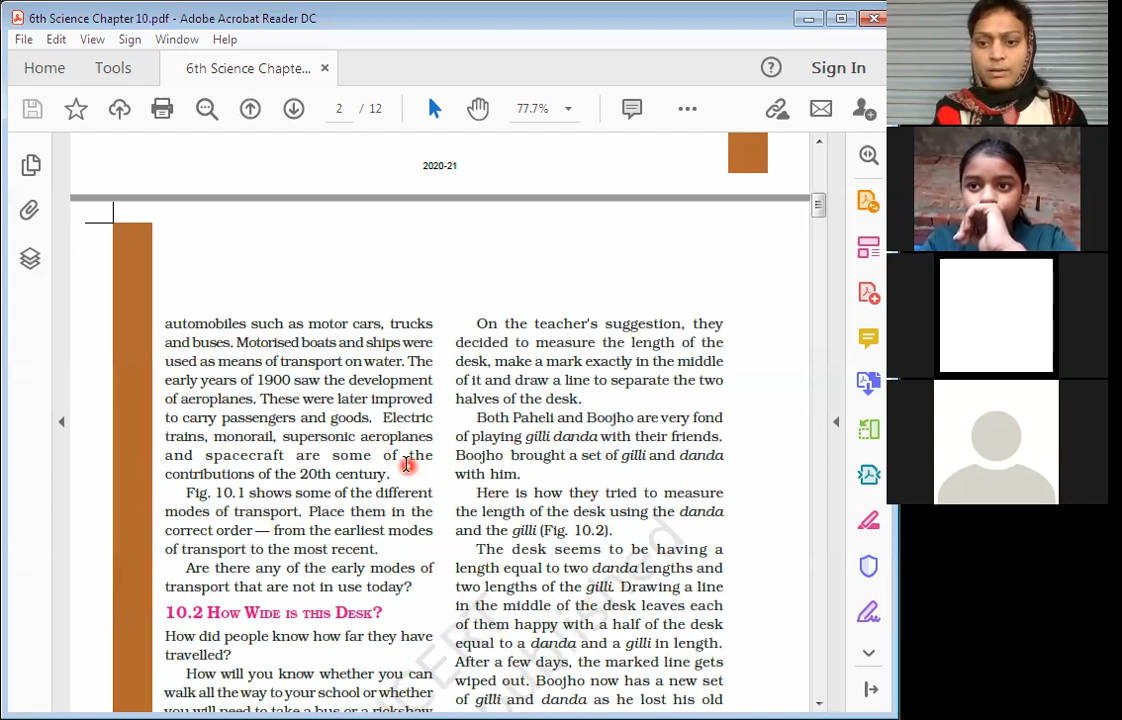 6th Science Chapter 10.pdf - Adobe Acrobat Reader DC
File Edit View Sign Window Help
Home Tools 6th Science Chapte... × Sign In
2 / 12 77.7%
2020-21
automobiles such as motor cars, trucks
and buses. Motorised boats and ships were
used as means of transport on water. The
early years of 1900 saw the development
of aeroplanes. These were later improved
to carry passengers and goods. Electric
trains, monorail, supersonic aeroplanes
and spacecraft are some of the
contributions of the 20th century.
Fig. 10.1 shows some of the different
modes of transport. Place them in the
correct order — from the earliest modes
of transport to the most recent.
Are there any of the early modes of
transport that are not in use today?
10.2 How Wide is this Desk?
How did people know how far they have
travelled?
How will you know whether you can
walk all the way to your school or whether
you will need to take a bus or a rickshaw
On the teacher's suggestion, they
decided to measure the length of the
desk, make a mark exactly in the middle
of it and draw a line to separate the two
halves of the desk.
Both Paheli and Boojho are very fond
of playing gilli danda with their friends.
Boojho brought a set of gilli and danda
with him.
Here is how they tried to measure
the length of the desk using the danda
and the gilli (Fig. 10.2).
The desk seems to be having a
length equal to two danda lengths and
two lengths of the gilli. Drawing a line
in the middle of the desk leaves each
of them happy with a half of the desk
equal to a danda and a gilli in length.
After a few days, the marked line gets
wiped out. Boojho now has a new set
of gilli and danda as he lost his old
published